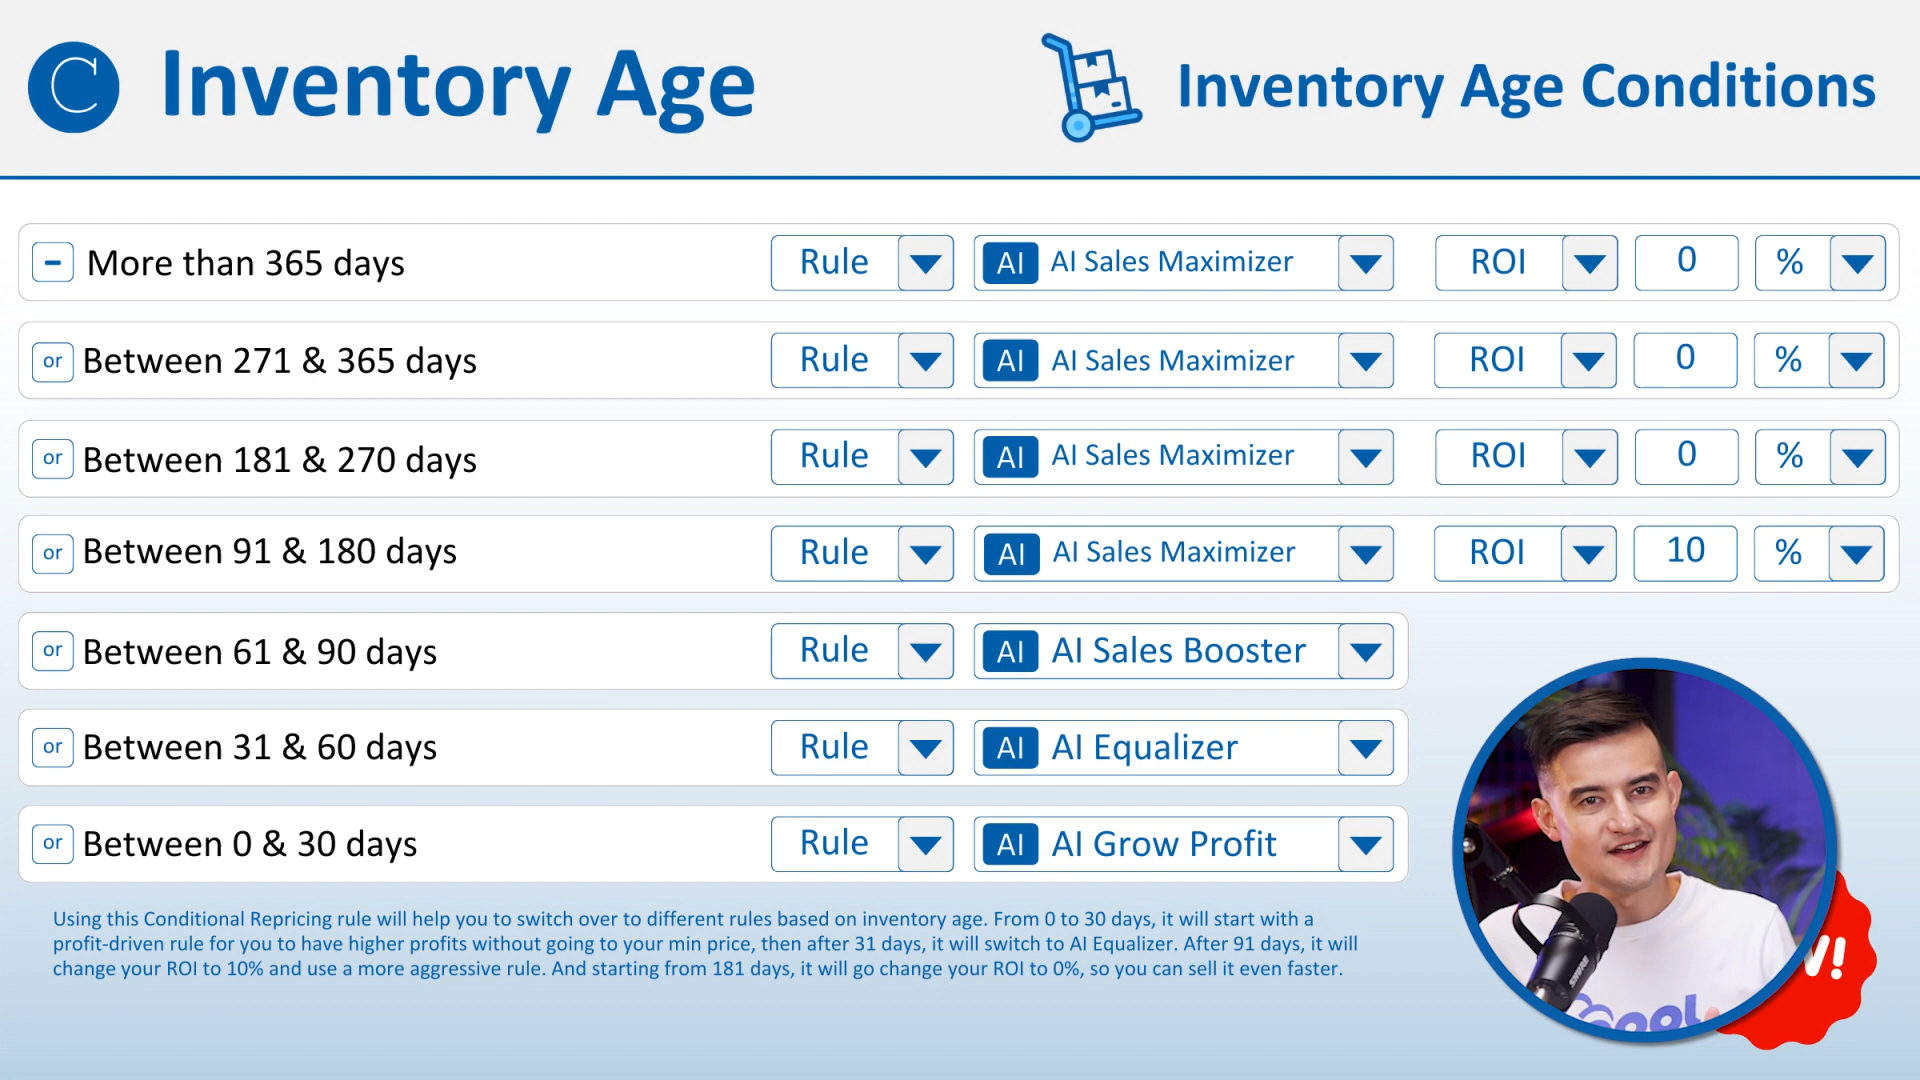 C Inventory Age
Inventory Age Conditions
- More than 365 days Rule AI AI Sales Maximizer ROI 0 %
or Between 271 & 365 days Rule AI AI Sales Maximizer ROI 0 %
or Between 181 & 270 days Rule AI AI Sales Maximizer ROI 0 %
or Between 91 & 180 days Rule AI AI Sales Maximizer ROI 10 %
or Between 61 & 90 days Rule AI AI Sales Booster
or Between 31 & 60 days Rule AI AI Equalizer
or Between 0 & 30 days Rule AI AI Grow Profit
Using this Conditional Repricing rule will help you to switch over to different rules based on inventory age. From 0 to 30 days, it will start with a
profit-driven rule for you to have higher profits without going to your min price, then after 31 days, it will switch to AI Equalizer. After 91 days, it will
change your ROI to 10% and use a more aggressive rule. And starting from 181 days, it will go change your ROI to 0%, so you can sell it even faster.
SHURE